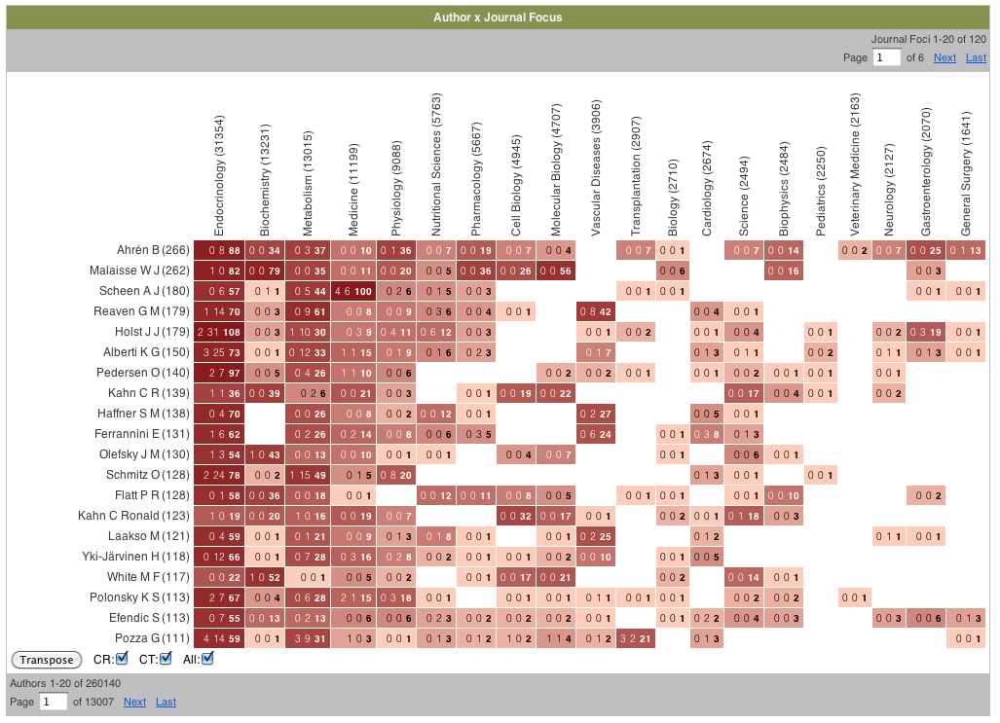 Author x Journal Focus
Journal Foci 1-20 of 120
Page 1 of 6 Next Last
Endocrinology (31354)
Biochemistry (13231)
Metabolism (13015)
Medicine (11199)
Physiology (9088)
Nutritional Sciences (5763)
Pharmacology (5667)
Cell Biology (4945)
Molecular Biology (4707)
Vascular Diseases (3906)
Transplantation (2907)
Biology (2710)
Cardiology (2674)
Science (2494)
Biophysics (2484)
Pediatrics (2250)
Veterinary Medicine (2163)
Neurology (2127)
Gastroenterology (2070)
General Surgery (1641)
Ahrén B (266) 0 8 88 0 0 34 0 3 37 0 0 10 0 1 36 0 0 7 0 0 19 0 0 7 0 0 4 0 0 7 0 0 1 0 0 7 0 0 14 0 0 2 0 0 7 0 0 25 0 1 13
Malaisse W J (262) 1 0 82 0 0 79 0 0 35 0 0 11 0 0 20 0 0 5 0 0 36 0 0 26 0 0 56 0 0 6 0 0 16 0 0 3
Scheen A J (180) 0 6 57 0 1 1 0 5 44 4 6 100 0 2 6 0 1 5 0 0 3 0 0 1 0 0 1 0 0 1 0 0 1
Reaven G M (179) 1 14 70 0 0 3 0 9 61 0 0 8 0 0 9 0 3 6 0 0 4 0 0 1 0 8 42 0 0 4 0 0 1
Holst J J (179) 2 31 108 0 0 3 1 10 30 0 3 9 0 4 11 0 6 12 0 0 3 0 0 1 0 0 2 0 0 1 0 0 4 0 0 1 0 0 2 0 3 19 0 0 1
Alberti K G (150) 3 25 73 0 0 1 0 12 33 1 1 15 0 1 9 0 1 6 0 2 3 0 1 7 0 1 3 0 1 1 0 0 2 0 1 1 0 1 3 0 0 1
Pedersen O (140) 2 7 97 0 0 5 0 4 26 1 1 10 0 0 6 0 0 2 0 0 2 0 0 1 0 0 1 0 0 2 0 0 1 0 0 1 0 0 1
Kahn C R (139) 1 1 36 0 0 39 0 2 6 0 0 21 0 0 3 0 0 1 0 0 19 0 0 22 0 0 17 0 0 4 0 0 1 0 0 2
Haffner S M (138) 0 4 70 0 0 26 0 0 8 0 0 2 0 0 12 0 0 1 0 2 27 0 0 5 0 0 1
Ferrannini E (131) 1 6 62 0 2 26 0 2 14 0 0 8 0 0 6 0 3 5 0 6 24 0 0 1 0 3 8 0 1 3
Olefsky J M (130) 1 3 54 1 0 43 0 0 13 0 0 10 0 0 1 0 0 1 0 0 4 0 0 7 0 0 1 0 0 6 0 0 1
Schmitz O (128) 2 24 78 0 0 2 1 15 49 0 1 5 0 8 20 0 1 3 0 0 1 0 0 1
Flatt P R (128) 0 1 58 0 0 36 0 0 18 0 0 1 0 0 12 0 0 11 0 0 8 0 0 5 0 0 1 0 0 1 0 0 1 0 0 10 0 0 2
Kahn C Ronald (123) 1 0 19 0 0 20 1 0 16 0 0 19 0 0 7 0 0 32 0 0 17 0 0 1 0 0 2 0 0 1 0 1 18 0 0 3
Laakso M (121) 0 4 59 0 0 1 0 1 21 0 0 9 0 1 3 0 1 8 0 0 1 0 0 1 0 2 25 0 1 2 0 1 1 0 0 1
Yki-Järvinen H (118) 0 12 66 0 0 1 0 7 28 0 3 16 0 2 8 0 0 2 0 0 1 0 0 1 0 0 2 0 0 10 0 0 1 0 0 5
White M F (117) 0 0 22 1 0 52 0 0 1 0 0 5 0 0 2 0 0 1 0 0 17 0 0 21 0 0 2 0 0 14 0 0 1
Polonsky K S (113) 2 7 67 0 0 4 0 6 28 2 1 15 0 3 18 0 0 1 0 0 1 0 0 1 0 1 1 0 0 1 0 0 1 0 0 2 0 0 2 0 0 1
Efendic S (113) 0 7 55 0 0 13 0 2 13 0 0 6 0 0 6 0 2 3 0 0 2 0 0 2 0 0 2 0 0 1 0 0 1 0 2 2 0 0 4 0 0 3 0 0 3 0 0 6 0 1 3
Pozza G (111) 4 14 59 0 0 1 3 9 31 1 0 3 0 0 1 0 1 3 0 1 2 1 0 2 1 1 4 0 1 2 3 2 21 0 1 3 0 0 1
Transpose CR: CT: All:
Authors 1-20 of 260140
Page 1 of 13007 Next Last